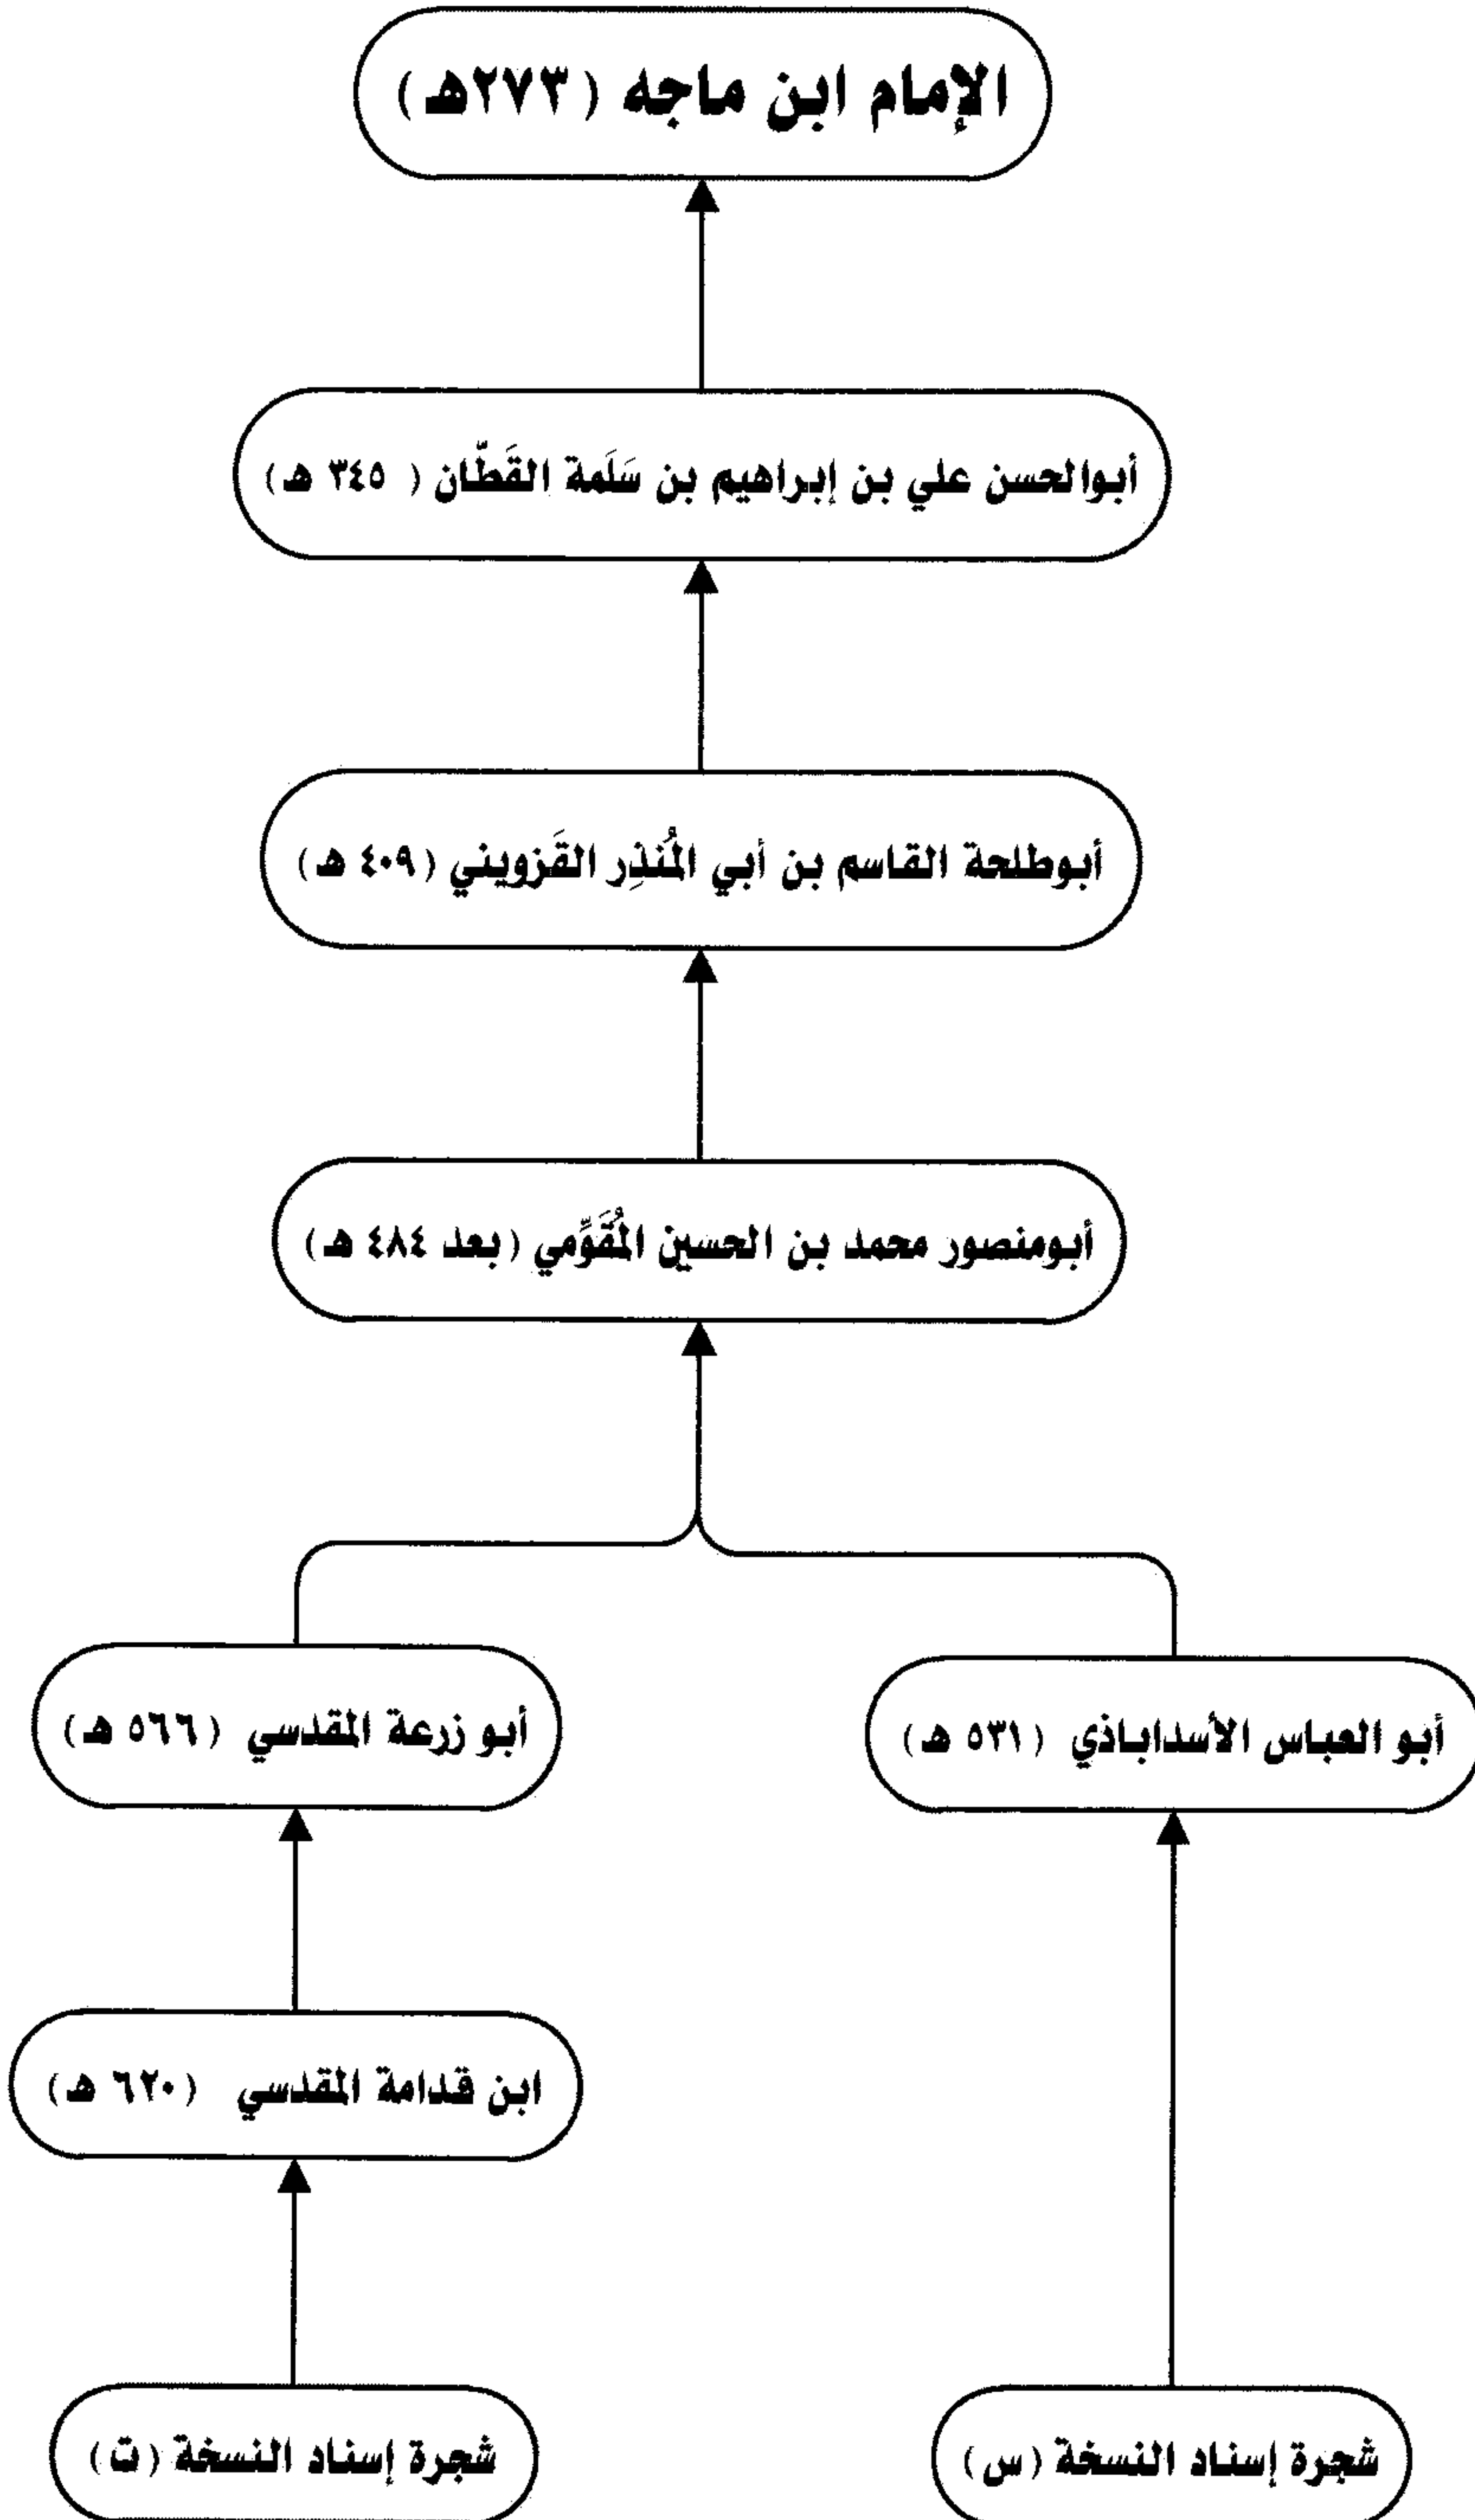 الإمام ابن ماجه (٢٧٣هـ)
أبوالحسن علي بن إبراهيم بن سَلَمة القَطَّان ( ٣٤٥ هـ)
أبوطلحة القاسم بن أبي المُنذِر القَزويني (٤٠٩ هـ)
أبومنصور محمد بن الحسين المُقَوِّمي (بعد ٤٨٤ هـ)
أبو العباس الأسداباذي (٥٣١ هـ)
أبو زرعة المقدسي (٥٦٦ هـ)
ابن قدامة المقدسي (٦٢٠ هـ)
شجرة إسناد النسخة (س)
شجرة إسناد النسخة (ت)